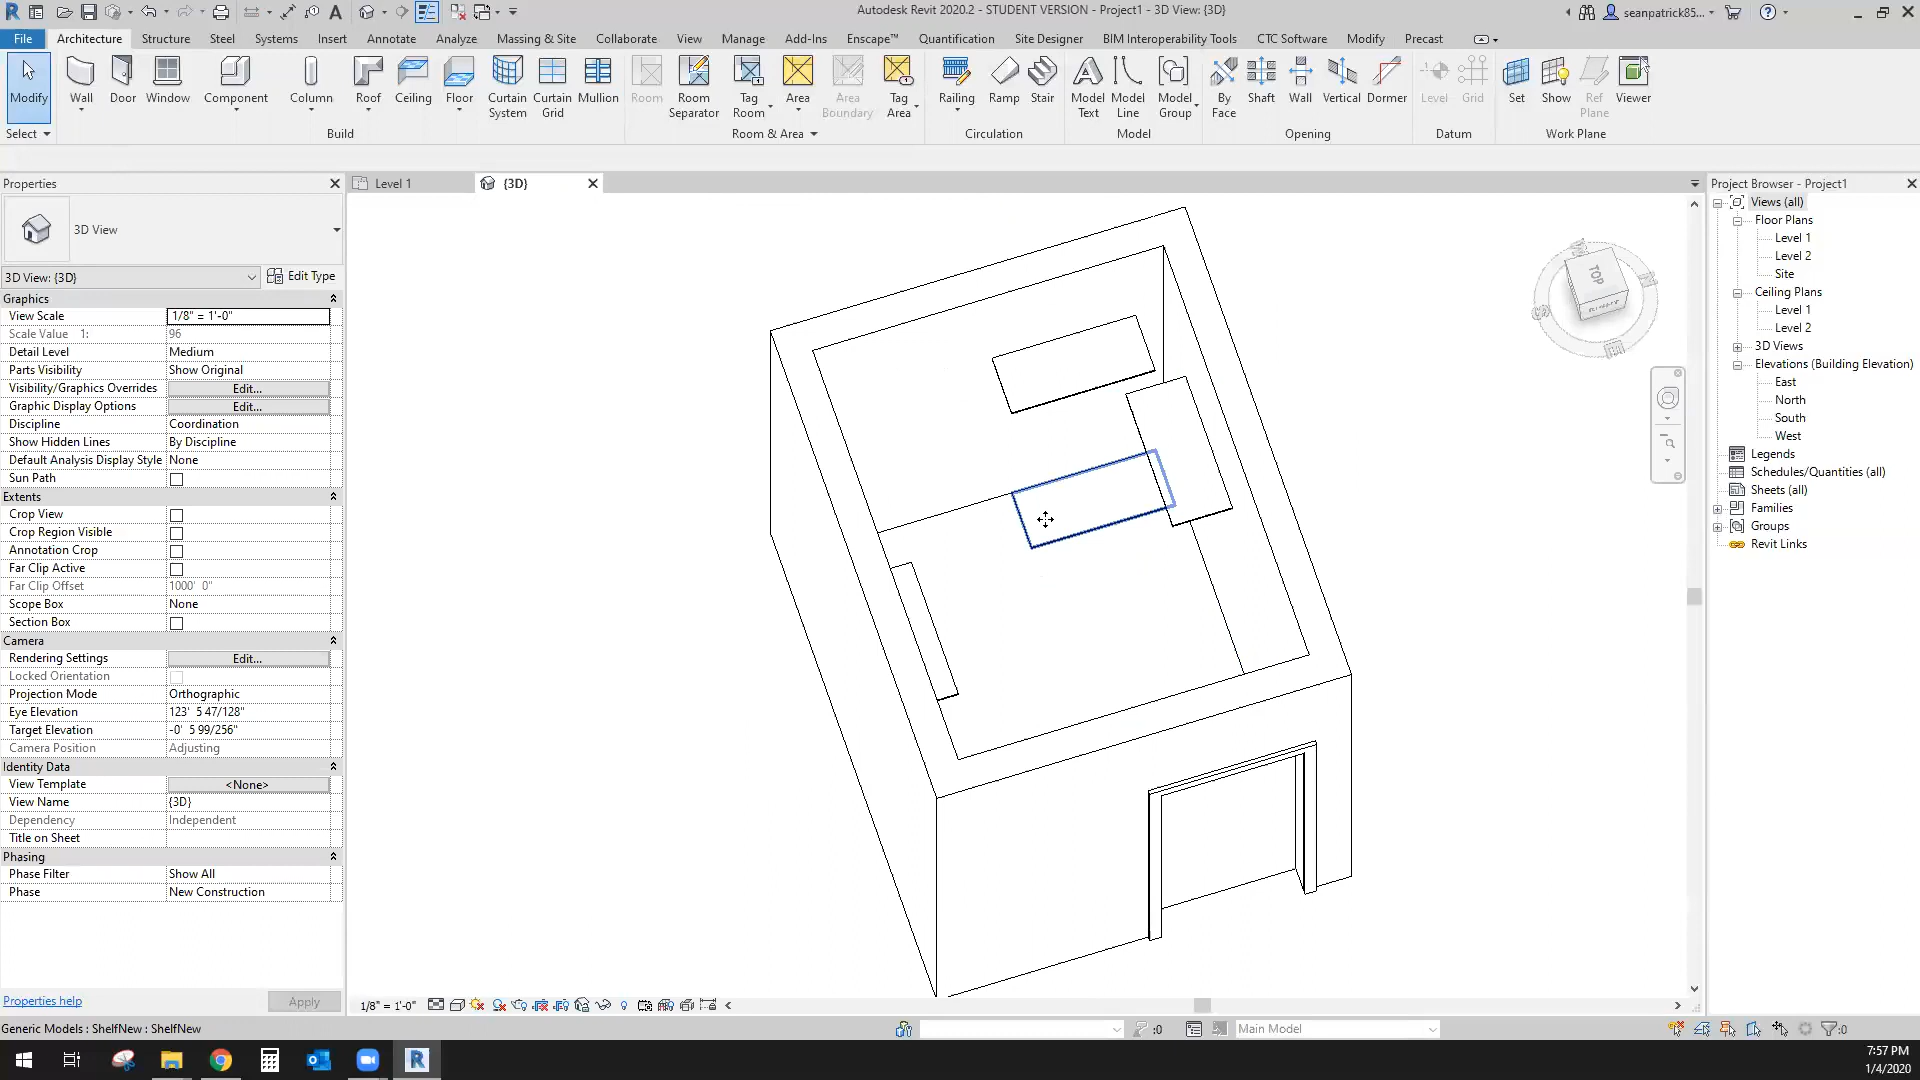 Autodesk Revit 2020.2 - STUDENT VERSION - Project1 - 3D View: {3D}
seanpatrick85...
File Architecture Structure Steel Systems Insert Annotate Analyze Massing & Site Collaborate View Manage Add-Ins Enscape™ Quantification Site Designer BIM Interoperability Tools CTC Software Modify Precast
Modify Wall Door Window Component Column Roof Ceiling Floor Curtain System Curtain Grid Mullion Room Room Separator Tag Room Area Area Boundary Tag Area Railing Ramp Stair Model Text Model Line Model Group By Face Shaft Wall Vertical Dormer Level Grid Set Show Ref Plane Viewer
Select Build Room & Area Circulation Model Opening Datum Work Plane
Properties
3D View
3D View: {3D} Edit Type
Graphics
View Scale 1/8" = 1'-0"
Scale Value 1: 96
Detail Level Medium
Parts Visibility Show Original
Visibility/Graphics Overrides Edit...
Graphic Display Options Edit...
Discipline Coordination
Show Hidden Lines By Discipline
Default Analysis Display Style None
Sun Path
Extents
Crop View
Crop Region Visible
Annotation Crop
Far Clip Active
Far Clip Offset 1000' 0"
Scope Box None
Section Box
Camera
Rendering Settings Edit...
Locked Orientation
Projection Mode Orthographic
Eye Elevation 123' 5 47/128"
Target Elevation -0' 5 99/256"
Camera Position Adjusting
Identity Data
View Template <None>
View Name {3D}
Dependency Independent
Title on Sheet
Phasing
Phase Filter Show All
Phase New Construction
Properties help Apply
Level 1 {3D}
TOP
1/8" = 1'-0"
Project Browser - Project1
Views (all)
Floor Plans
Level 1
Level 2
Site
Ceiling Plans
Level 1
Level 2
3D Views
Elevations (Building Elevation)
East
North
South
West
Legends
Schedules/Quantities (all)
Sheets (all)
Families
Groups
Revit Links
Generic Models : ShelfNew : ShelfNew
:0
Main Model
:0
7:57 PM
1/4/2020